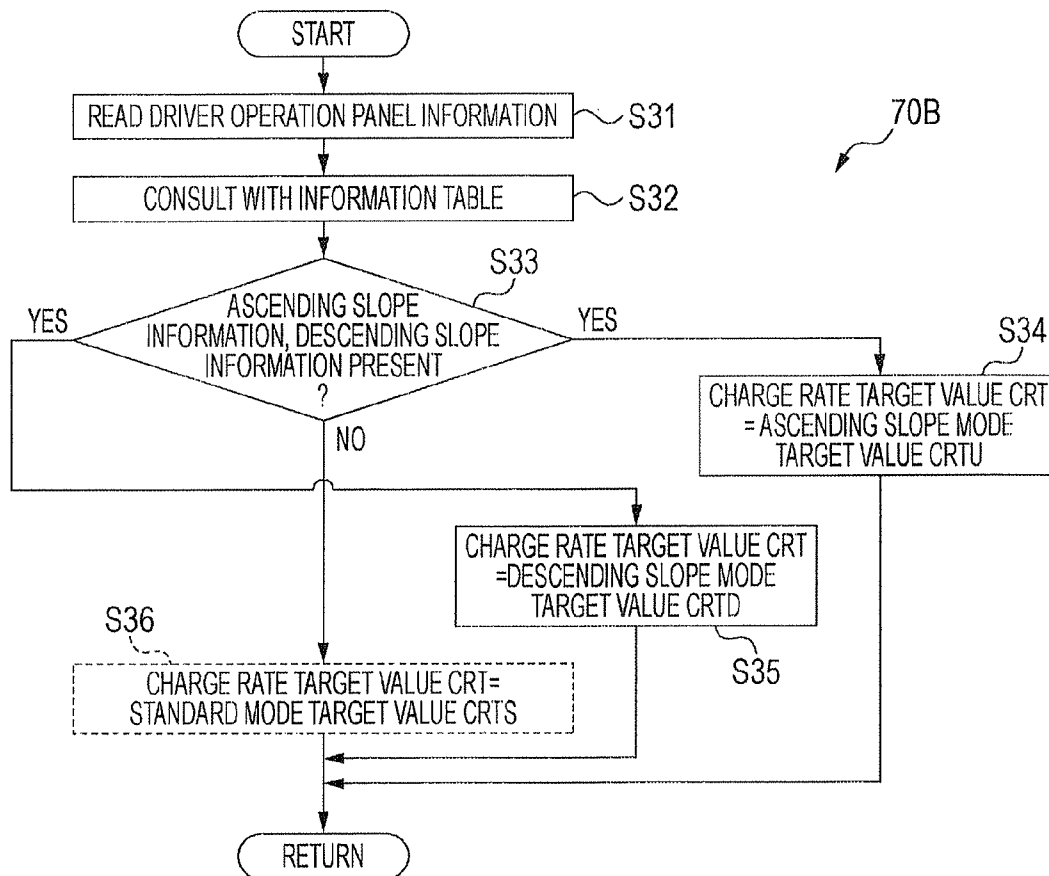 START
READ DRIVER OPERATION PANEL INFORMATION
S31
70B
CONSULT WITH INFORMATION TABLE
S32
S33
YES
ASCENDING SLOPE
INFORMATION, DESCENDING SLOPE
INFORMATION PRESENT
?
YES
S34
NO
CHARGE RATE TARGET VALUE CRT
=ASCENDING SLOPE MODE
TARGET VALUE CRTU
CHARGE RATE TARGET VALUE CRT
=DESCENDING SLOPE MODE
TARGET VALUE CRTD
S35
S36
CHARGE RATE TARGET VALUE CRT=
STANDARD MODE TARGET VALUE CRTS
RETURN